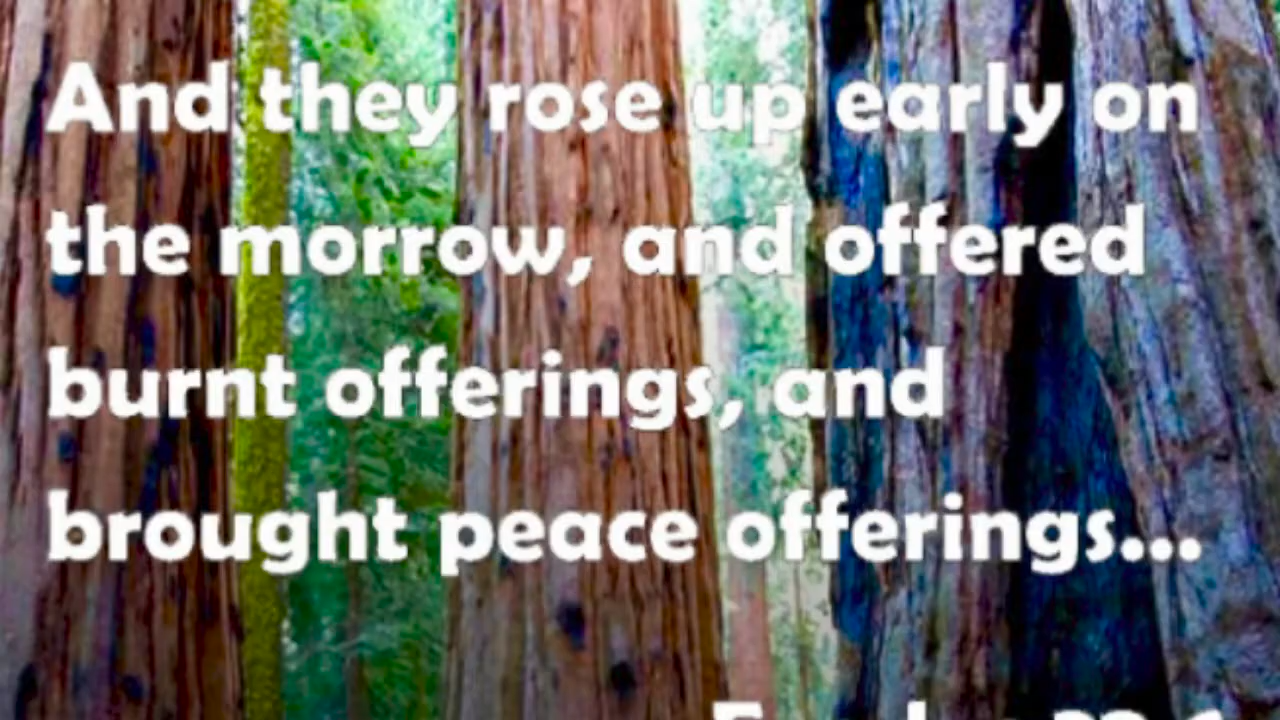 And they rose up early on
the morrow, and offered
burnt offerings, and
brought peace offerings...